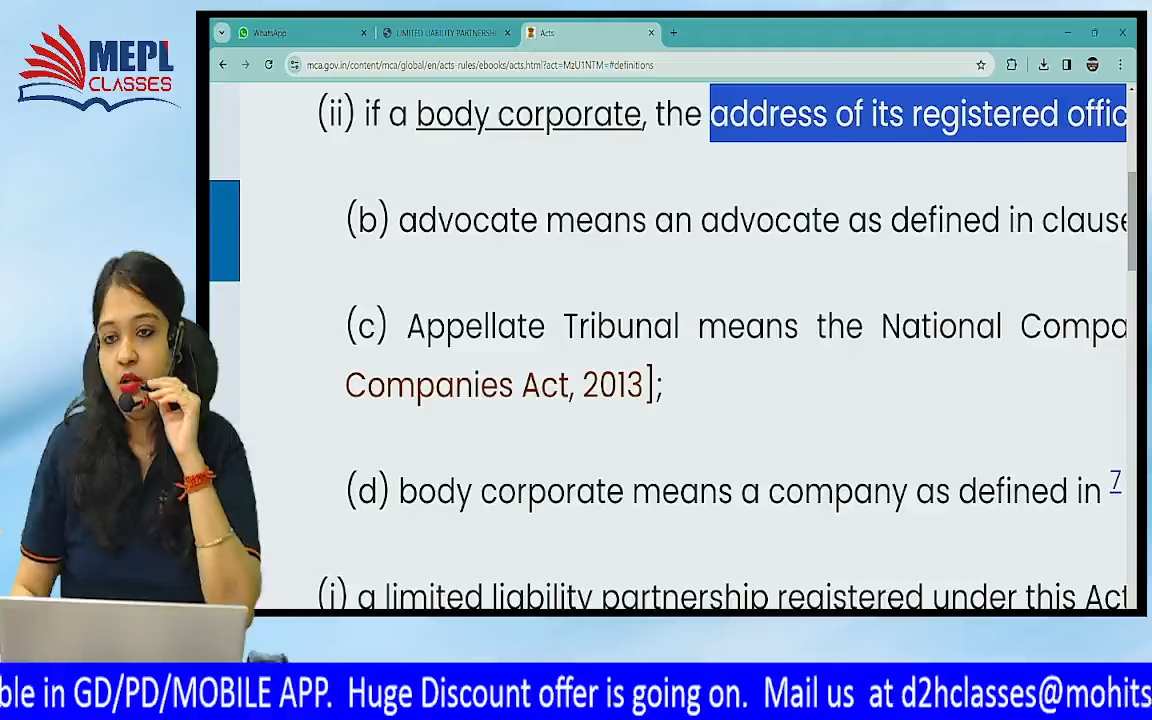 MEPL
CLASSES
WhatsApp
LIMITED LIABILITY PARTNERSHI
Acts
mca.gov.in/content/mca/global/en/acts-rules/ebooks/acts.html?act=MzU1NTM=#definitions
(ii) if a body corporate, the address of its registered offic
(b) advocate means an advocate as defined in clause
(c) Appellate Tribunal means the National Compa
Companies Act, 2013];
(d) body corporate means a company as defined in 7
(i) a limited liability partnership registered under this Act
ble in GD/PD/MOBILE APP. Huge Discount offer is going on. Mail us at d2hclasses@mohits